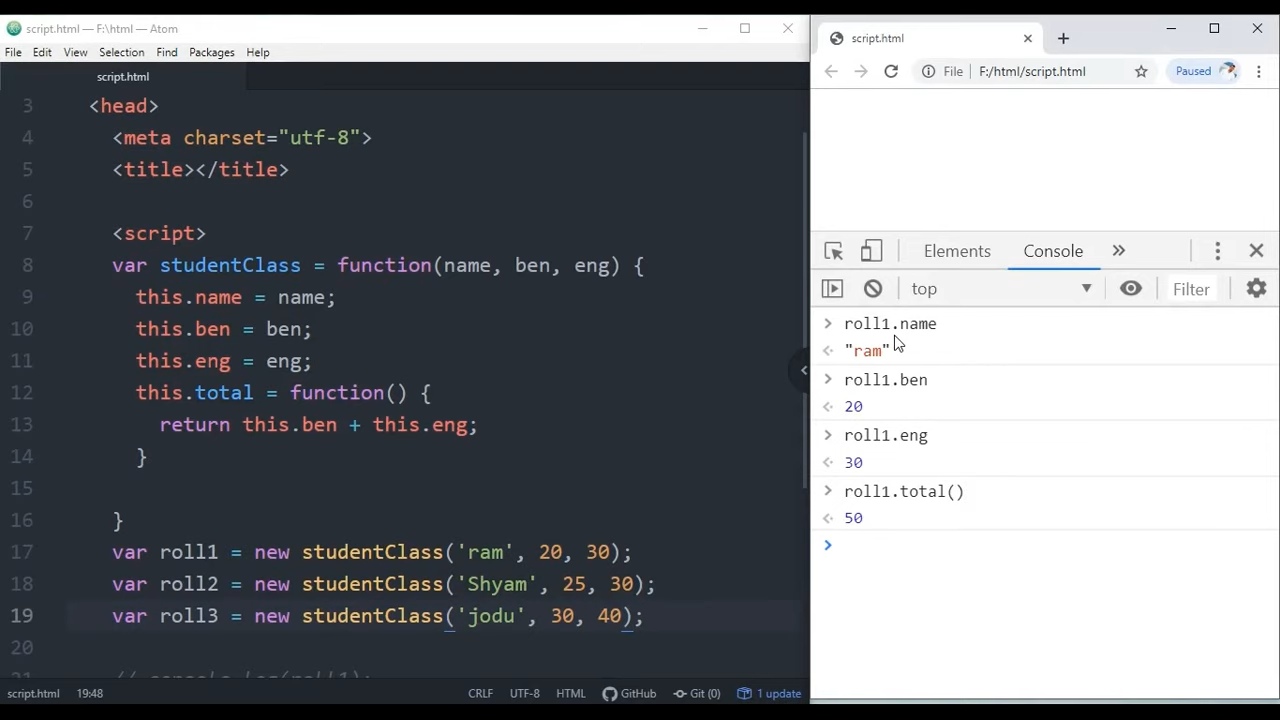 script.html — F:\html — Atom
File Edit View Selection Find Packages Help
script.html
3 <head>
4 <meta charset="utf-8">
5 <title></title>
6
7 <script>
8 var studentClass = function(name, ben, eng) {
9 this.name = name;
10 this.ben = ben;
11 this.eng = eng;
12 this.total = function() {
13 return this.ben + this.eng;
14 }
15
16 }
17 var roll1 = new studentClass('ram', 20, 30);
18 var roll2 = new studentClass('Shyam', 25, 30);
19 var roll3 = new studentClass('jodu', 30, 40);
20
21 // console.log(roll1);
script.html 19:48 CRLF UTF-8 HTML GitHub Git (0) 1 update
script.html
File F:/html/script.html Paused
Elements Console
top Filter
roll1.name
"ram"
roll1.ben
20
roll1.eng
30
roll1.total()
50